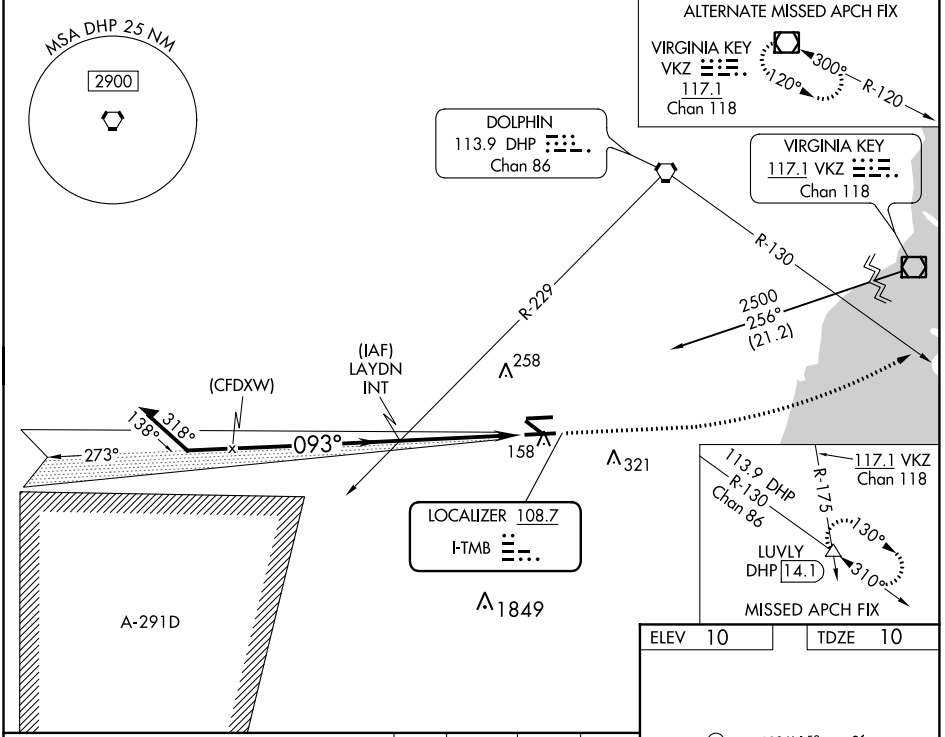 MSA DHP 25 NM
2900
ALTERNATE MISSED APCH FIX
VIRGINIA KEY
VKZ
117.1
Chan 118
300°
120°
R-120
DOLPHIN
113.9 DHP
Chan 86
VIRGINIA KEY
117.1 VKZ
Chan 118
R-130
R-229
2500
256°
(21.2)
(IAF)
LAYDN
INT
(CFDXW)
258
318°
138°
273°
093°
158
321
LOCALIZER 108.7
I-TMB
1849
A-291D
113.9 DHP
R-130
Chan 86
R-175
117.1 VKZ
Chan 118
130°
310°
LUVLY
DHP 14.1
MISSED APCH FIX
ELEV 10
TDZE 10